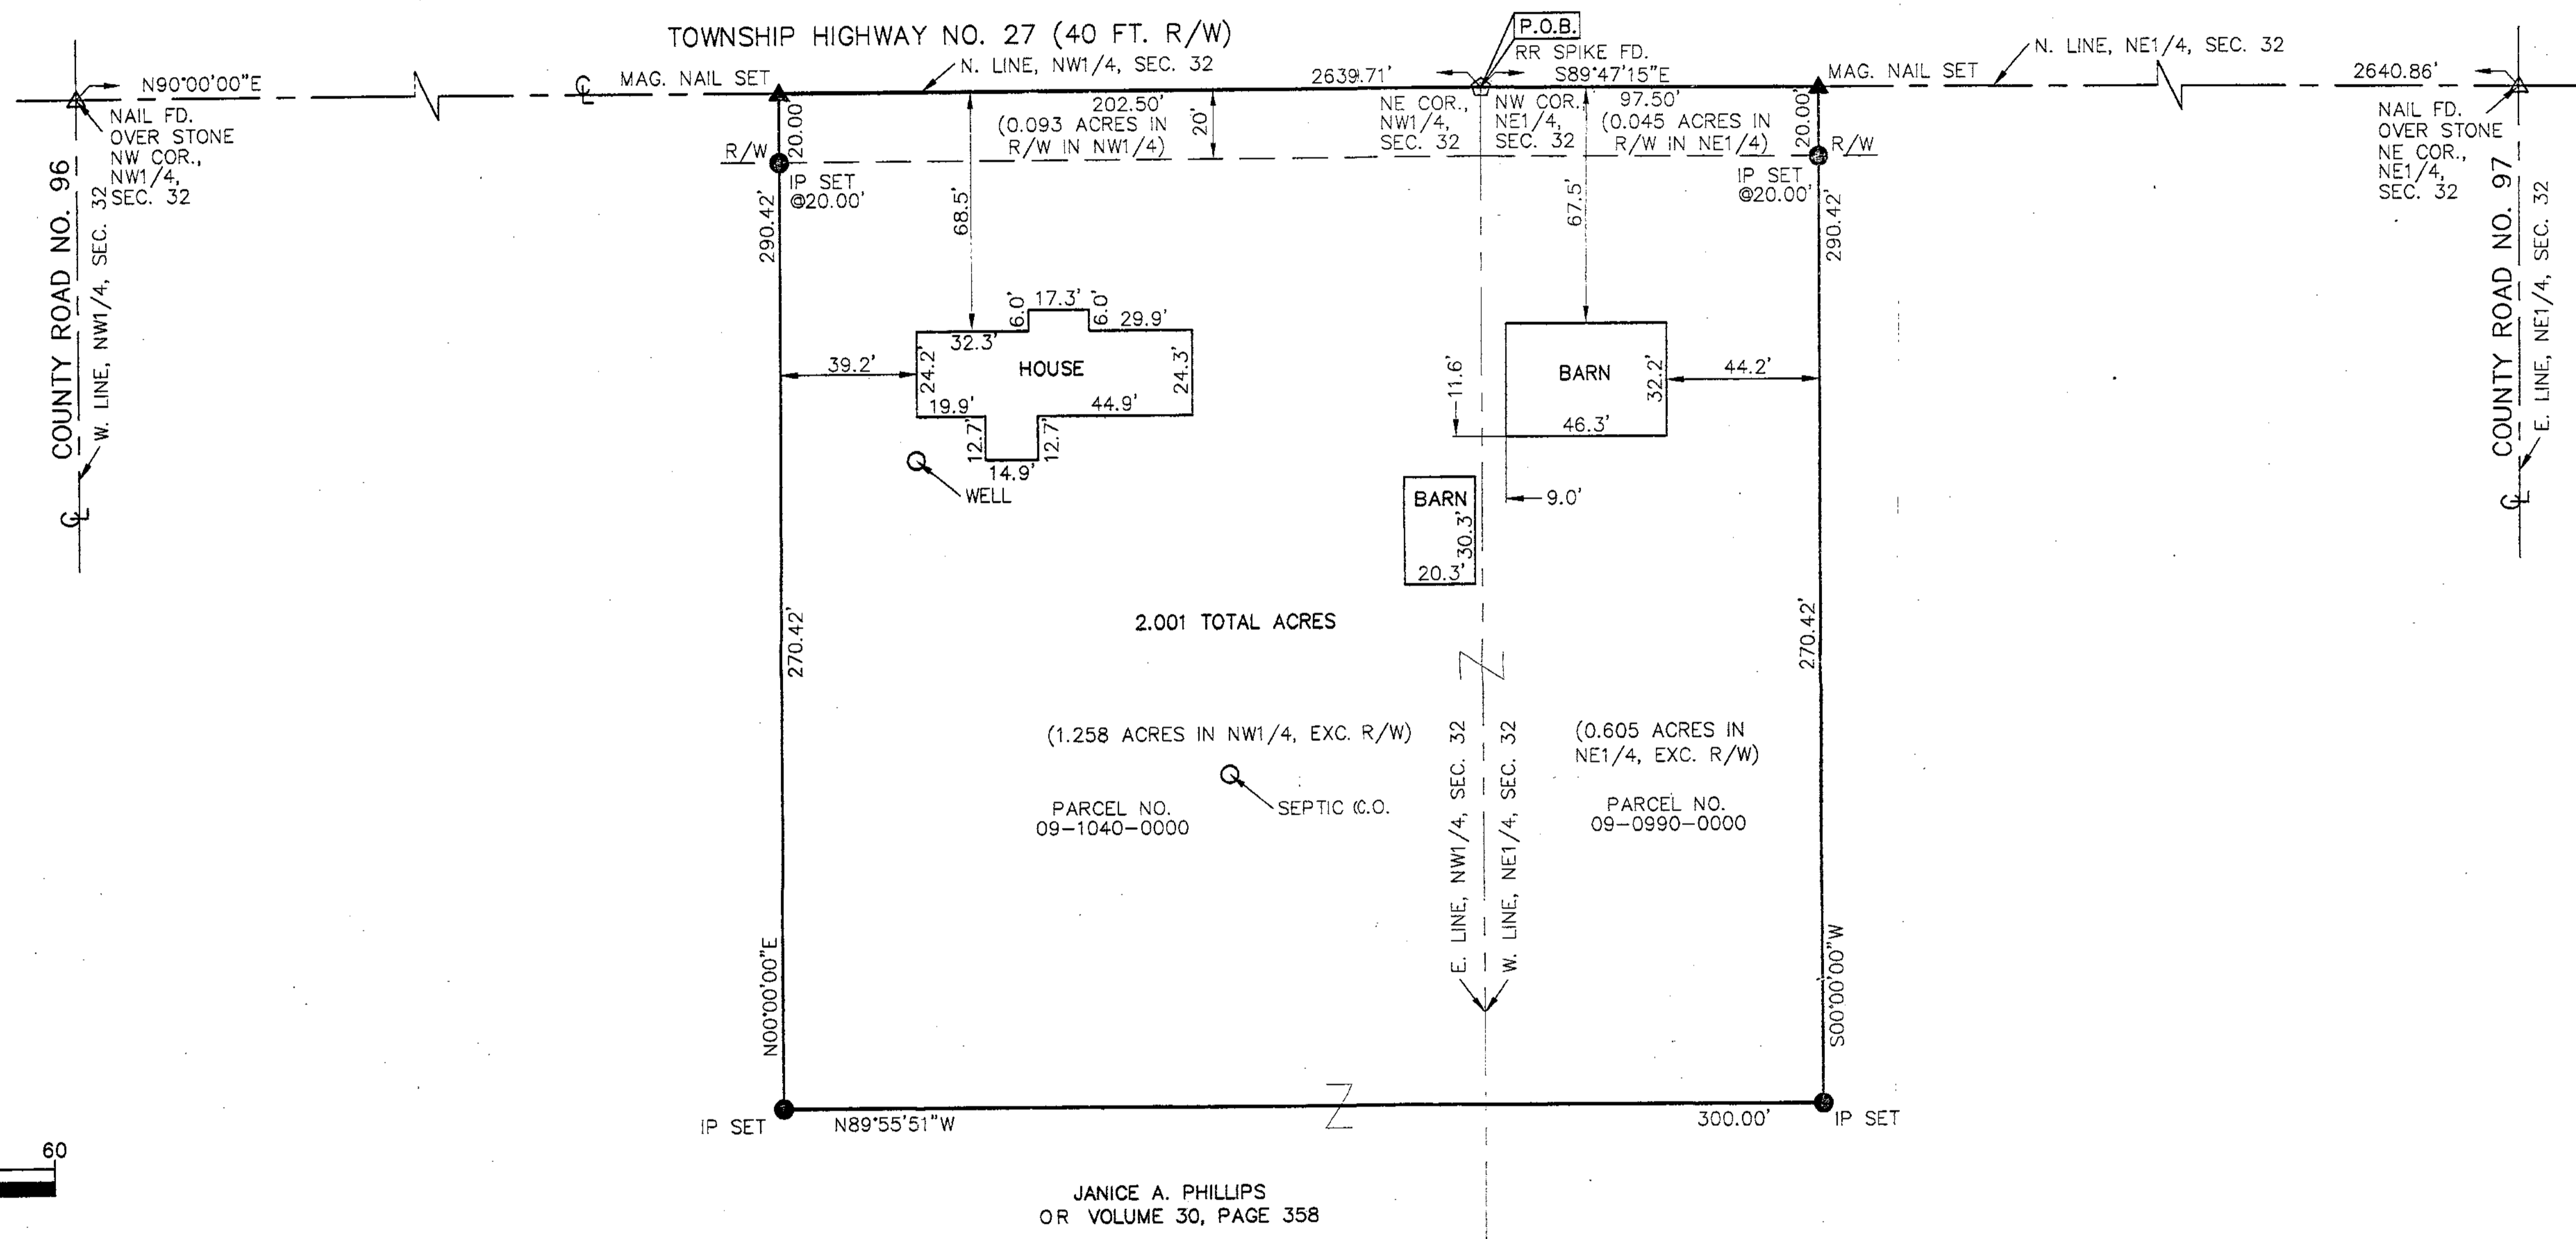 TOWNSHIP HIGHWAY NO. 27 (40 FT. R/W)
P.O.B.
RR SPIKE FD.
N. LINE, NW1/4, SEC. 32
N. LINE, NE1/4, SEC. 32
N90°00'00"E
℄
MAG. NAIL SET
2639.71'
S89°47'15"E
MAG. NAIL SET
2640.86'
NAIL FD.
OVER STONE
NW COR.,
NW1/4,
SEC. 32
202.50'
(0.093 ACRES IN
R/W IN NW1/4)
20'
NE COR.,
NW1/4,
SEC. 32
NW COR.,
NE1/4,
SEC. 32
97.50'
(0.045 ACRES IN
R/W IN NE1/4)
20.00'
20.00'
NAIL FD.
OVER STONE
NE COR.,
NE1/4,
SEC. 32
R/W
R/W
IP SET
@20.00'
IP SET
@20.00'
COUNTY ROAD NO. 96
W. LINE, NW1/4, SEC. 32
℄
COUNTY ROAD NO. 97
E. LINE, NE1/4, SEC. 32
℄
290.42'
68.5'
67.5'
290.42'
6.0'
17.3'
6.0'
29.9'
32.3'
39.2'
24.2'
HOUSE
24.3'
19.9'
44.9'
12.7'
12.7'
14.9'
WELL
11.6'
BARN
32.2'
44.2'
46.3'
9.0'
BARN
30.3'
20.3'
270.42'
2.001 TOTAL ACRES
270.42'
(1.258 ACRES IN NW1/4, EXC. R/W)
(0.605 ACRES IN
NE1/4, EXC. R/W)
SEPTIC C.O.
PARCEL NO.
09-1040-0000
PARCEL NO.
09-0990-0000
E. LINE, NW1/4, SEC. 32
W. LINE, NE1/4, SEC. 32
N00°00'00"E
S00°00'00"W
IP SET
N89°55'51"W
300.00'
IP SET
60
JANICE A. PHILLIPS
OR VOLUME 30, PAGE 358